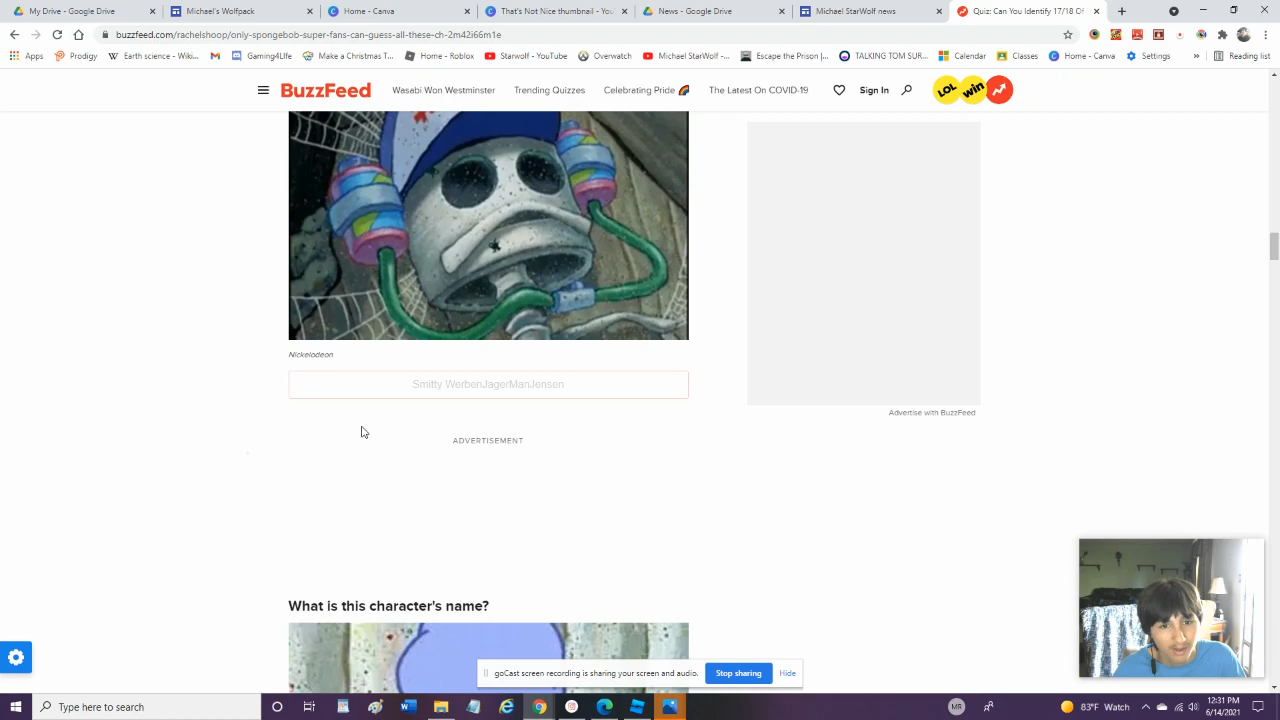 My Drive - Google Drive
Michael's Wolfpack
Home - Canva
That's Not nice thumbnail - You
News - Google Drive
Michael StarWolf news
Quiz: Can You Identify 17/18 Of
buzzfeed.com/rachelshoop/only-spongebob-super-fans-can-guess-all-these-ch-2m42i66m1e
Apps
Prodigy
Earth science - Wiki...
Gaming4LIfe
Make a Christmas T...
Home - Roblox
Starwolf - YouTube
Overwatch
Michael StarWolf -...
Escape the Prison |...
TALKING TOM SUR...
Calendar
Classes
Home - Canva
Settings
Reading list
BuzzFeed
Wasabi Won Westminster
Trending Quizzes
Celebrating Pride
The Latest On COVID-19
Sign In
LOL
win
Nickelodeon
Smitty WerbenJagerManJensen
Advertise with BuzzFeed
ADVERTISEMENT
What is this character's name?
goCast screen recording is sharing your screen and audio.
Stop sharing
Hide
Type here to search
MR
83°F Watch
12:31 PM
6/14/2021